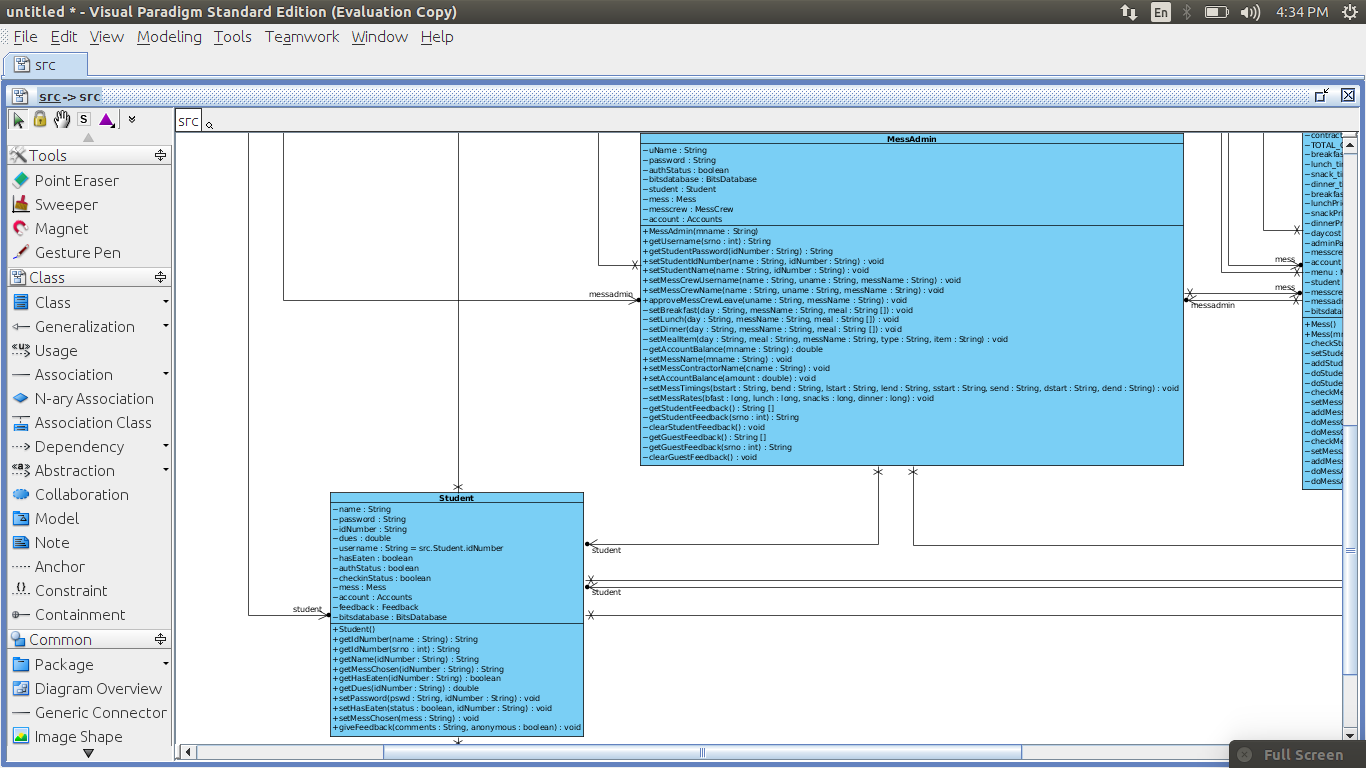 untitled * - Visual Paradigm Standard Edition (Evaluation Copy)
En
4:34 PM
File Edit View Modeling Tools Teamwork Window Help
src
src -> src
S
src
Tools
Point Eraser
Sweeper
Magnet
Gesture Pen
Class
Class
Generalization
Usage
Association
N-ary Association
Association Class
Dependency
Abstraction
Collaboration
Model
Note
Anchor
Constraint
Containment
Common
Package
Diagram Overview
Generic Connector
Image Shape
MessAdmin
-uName : String
-password : String
-authStatus : boolean
-bitsdatabase : BitsDatabase
-student : Student
-mess : Mess
-messcrew : MessCrew
-account : Accounts
+MessAdmin(mname : String)
+getUsername(srno : int) : String
+getStudentPassword(idNumber : String) : String
+setStudentIdNumber(name : String, idNumber : String) : void
+setStudentName(name : String, idNumber : String) : void
+setMessCrewUsername(name : String, uname : String, messName : String) : void
+setMessCrewName(name : String, uname : String, messName : String) : void
+approveMessCrewLeave(uname : String, messName : String) : void
-setBreakfast(day : String, messName : String, meal : String []) : void
-setLunch(day : String, messName : String, meal : String []) : void
-setDinner(day : String, messName : String, meal : String []) : void
-setMealItem(day : String, meal : String, messName : String, type : String, item : String) : void
-getAccountBalance(mname : String) : double
+setMessName(mname : String) : void
+setMessContractorName(cname : String) : void
+setAccountBalance(amount : double) : void
-setMessTimings(bstart : String, bend : String, lstart : String, lend : String, sstart : String, send : String, dstart : String, dend : String) : void
-setMessRates(bfast : long, lunch : long, snacks : long, dinner : long) : void
-getStudentFeedback() : String []
-getStudentFeedback(srno : int) : String
-clearStudentFeedback() : void
-getGuestFeedback() : String []
-getGuestFeedback(srno : int) : String
-clearGuestFeedback() : void
messadmin
mess
mess
messadmin
Student
-name : String
-password : String
-idNumber : String
-dues : double
-username : String = src.Student.idNumber
-hasEaten : boolean
-authStatus : boolean
-checkinStatus : boolean
-mess : Mess
-account : Accounts
-feedback : Feedback
-bitsdatabase : BitsDatabase
+Student()
+getIdNumber(name : String) : String
+getIdNumber(srno : int) : String
+getName(idNumber : String) : String
+getMessChosen(idNumber : String) : String
+getHasEaten(idNumber : String) : boolean
+getDues(idNumber : String) : double
+setPassword(pswd : String, idNumber : String) : void
+setHasEaten(status : boolean, idNumber : String) : void
+setMessChosen(mess : String) : void
+giveFeedback(comments : String, anonymous : boolean) : void
student
student
student
-contract
-TOTAL_
-breakfas
-lunch_ti
-snack_ti
-dinner_t
-breakfas
-lunchPri
-snackPri
-dinnerP
-daycost
-adminPa
-messcre
-account
-menu : M
-student
-messcre
-messadm
-bitsdatab
+Mess()
+Mess(mn
-checkStu
-setStude
-addStud
-doStude
-doStude
-checkMe
-setMess
-addMess
-doMessC
-doMessC
-checkMe
-setMess
-addMess
-doMessA
-doMessA
Full Screen